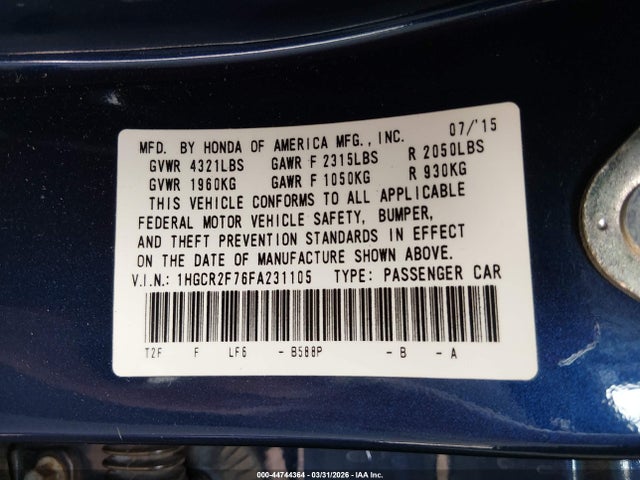 MFD. BY HONDA OF AMERICA MFG., INC. 07/'15
GVWR 4321LBS GAWR F 2315LBS R 2050LBS
GVWR 1960KG GAWR F 1050KG R 930KG
THIS VEHICLE CONFORMS TO ALL APPLICABLE
FEDERAL MOTOR VEHICLE SAFETY, BUMPER,
AND THEFT PREVENTION STANDARDS IN EFFECT
ON THE DATE OF MANUFACTURE SHOWN ABOVE.
V.I.N.: 1HGCR2F76FA231105 TYPE: PASSENGER CAR
T2F F LF6 - B588P - B - A
000-44744364 | 03/31/2026 - IAA Inc.